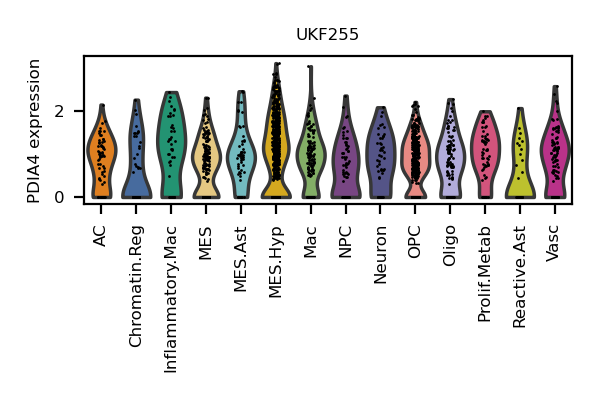 UKF255
PDIA4 expression
2
0
AC
Chromatin.Reg
Inflammatory.Mac
MES
MES.Ast
MES.Hyp
Mac
NPC
Neuron
OPC
Oligo
Prolif.Metab
Reactive.Ast
Vasc